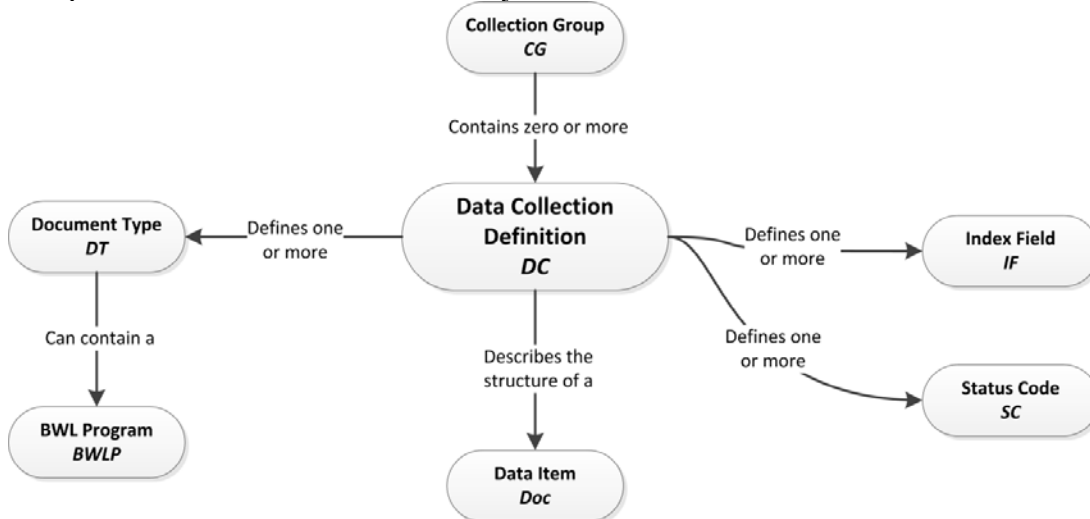 Collection Group
CG
Contains zero or more
Data Collection
Definition
DC
Document Type
DT
Defines one
or more
Defines one
or more
Index Field
IF
Can contain a
Describes the
structure of a
Defines one
or more
BWL Program
BWLP
Status Code
SC
Data Item
Doc